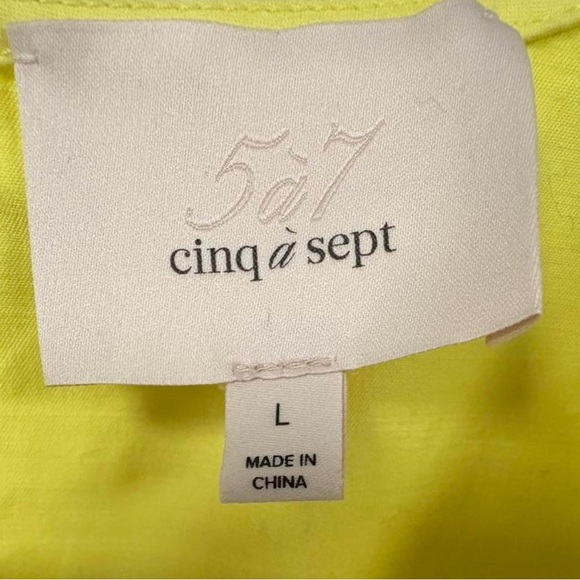 5à7
cinq à sept
L
MADE IN
CHINA